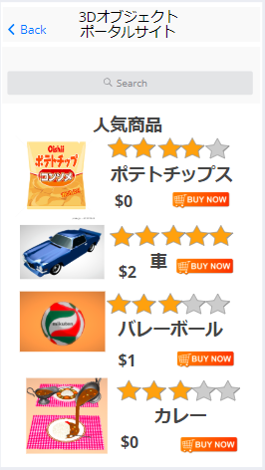 3Dオブジェクト
ポータルサイト
Back
Search
人気商品
Oishii
ポテトチップ
コンソメ
ポテトチップス
$0
BUY NOW
車
$2
BUY NOW
mikasa
バレーボール
$1
BUY NOW
カレー
$0
BUY NOW